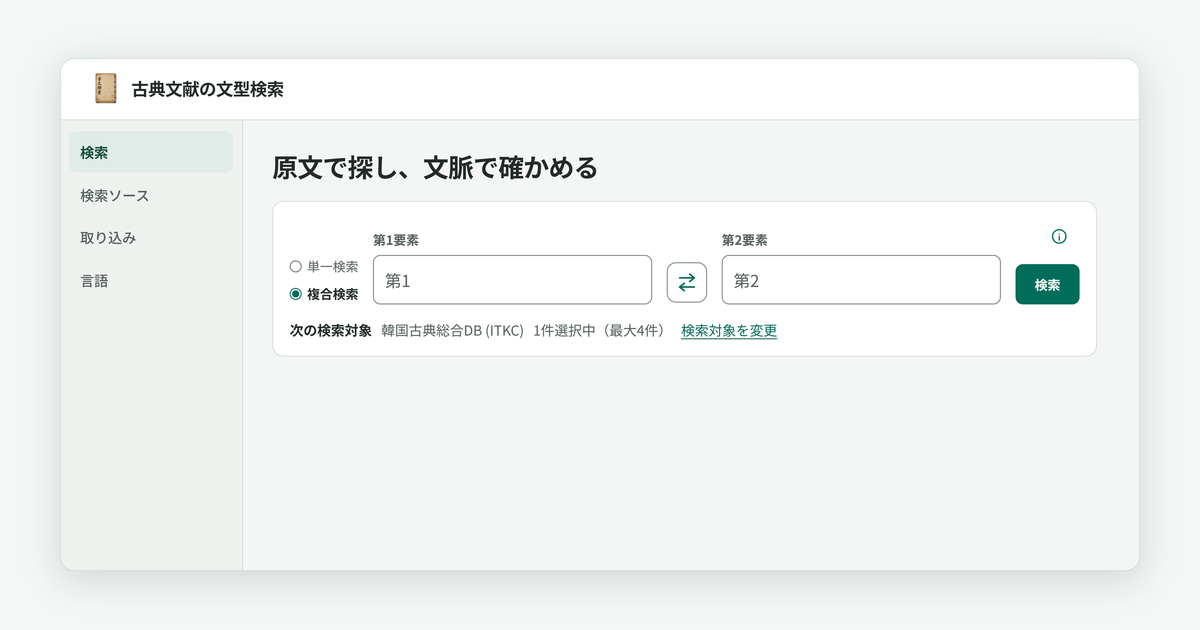 古典文献の文型検索
検索
検索ソース
取り込み
言語
原文で探し、文脈で確かめる
単一検索
複合検索
第1要素
第1
第2要素
第2
検索
次の検索対象 韓国古典総合DB (ITKC) 1件選択中（最大4件） 検索対象を変更